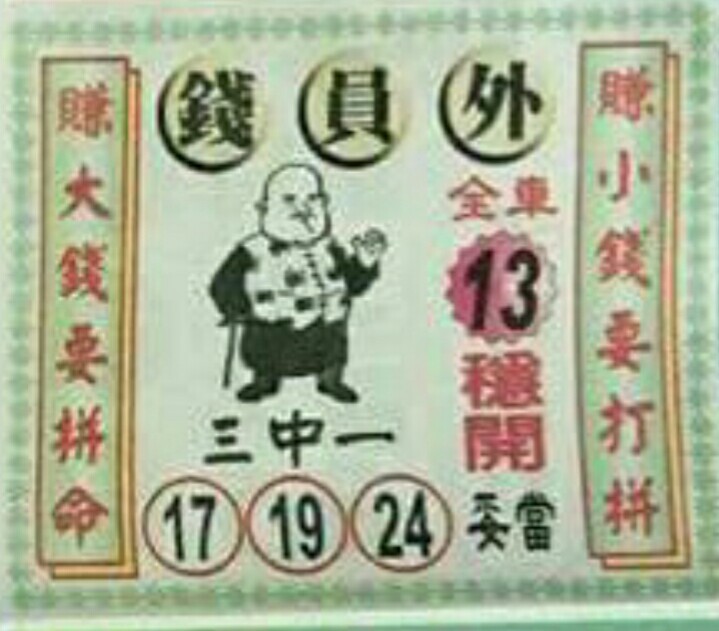 錢員外
賺小錢要打拼
全車
13
穩開
妥當
三中一
17 19 24
賺大錢要拼命